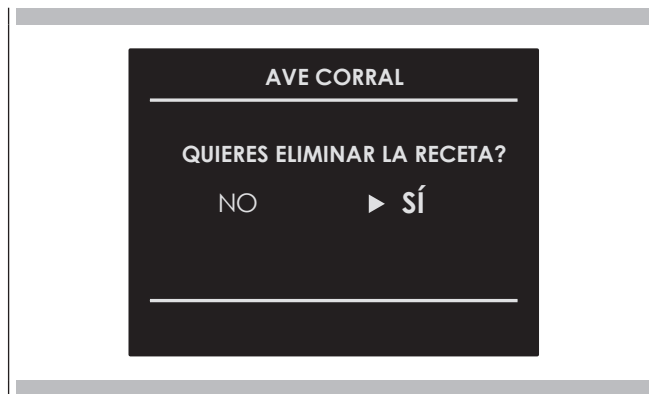 AVE CORRAL
QUIERES ELIMINAR LA RECETA?
NO ▶ SÍ